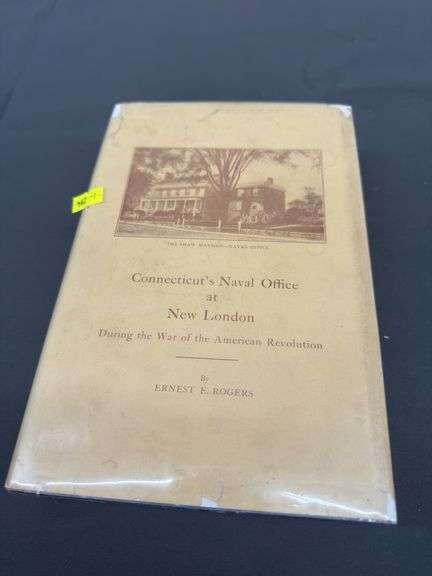 THE SHAW MANSION—NAVAL OFFICE
Connecticut's Naval Office
at
New London
During the War of the American Revolution
By
ERNEST E. ROGERS